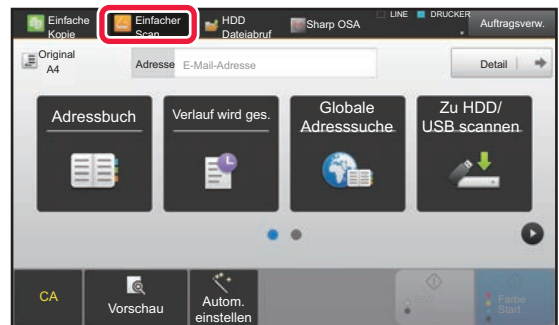 Einfache
Kopie
Einfacher
Scan
HDD
Dateiabruf
Sharp OSA
LINE
DRUCKER
Auftragsverw.
Original
A4
Adresse
E-Mail-Adresse
Detail
Adressbuch
Verlauf wird ges.
Globale
Adresssuche
Zu HDD/
USB scannen
CA
Vorschau
Autom.
einstellen
Farbe
Start